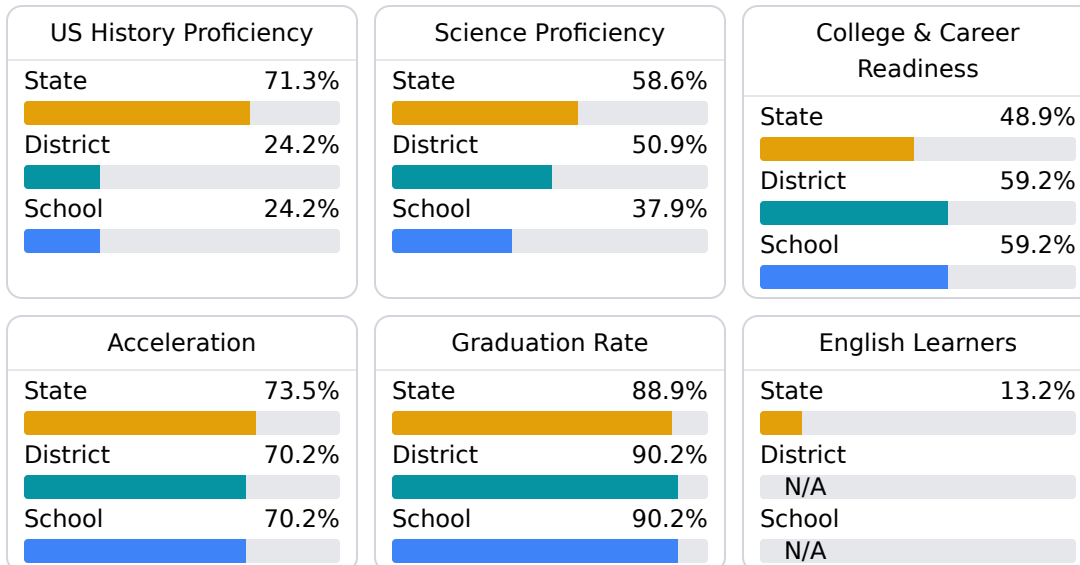 US History Proficiency
State 71.3%
District 24.2%
School 24.2%
Science Proficiency
State 58.6%
District 50.9%
School 37.9%
College & Career
Readiness
State 48.9%
District 59.2%
School 59.2%
Acceleration
State 73.5%
District 70.2%
School 70.2%
Graduation Rate
State 88.9%
District 90.2%
School 90.2%
English Learners
State 13.2%
District
N/A
School
N/A